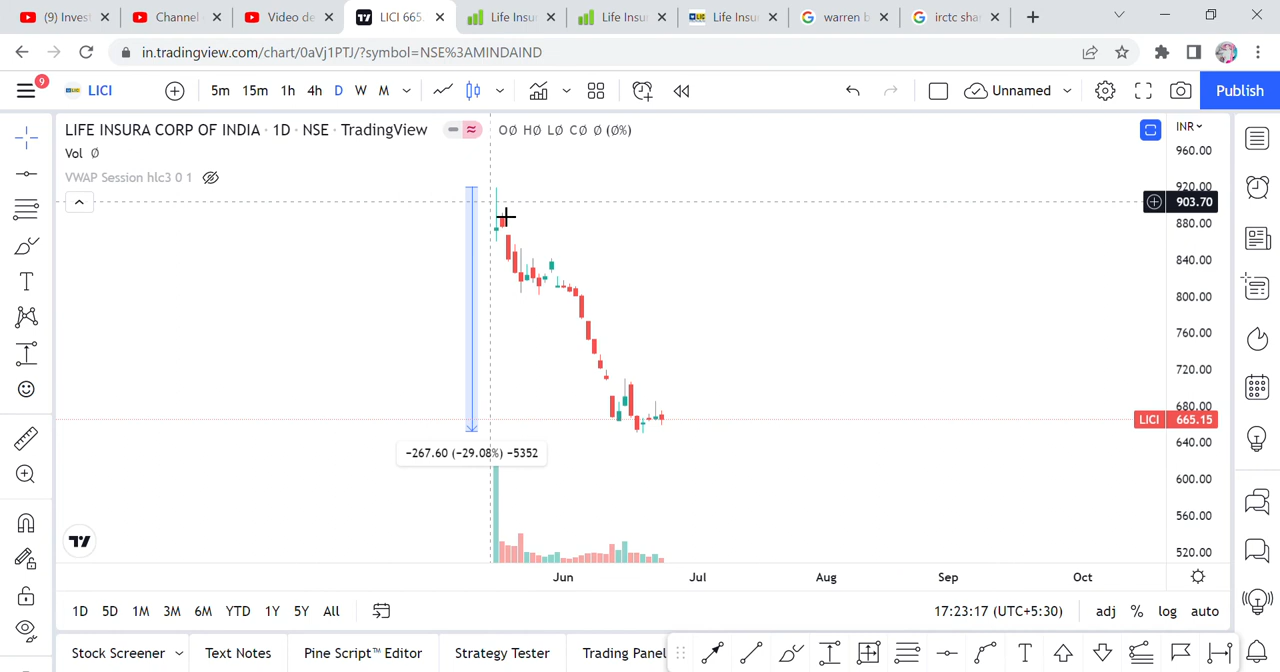 (9) Invest
Channel
Video de
LICI 665.
Life Insu
Life Insu
Life Insu
warren b
irctc sha
in.tradingview.com/chart/0aVj1PTJ/?symbol=NSE%3AMINDAIND
9
LICI
5m 15m 1h 4h D W M
Unnamed
Publish
LIFE INSURA CORP OF INDIA · 1D · NSE · TradingView
O∅ H∅ L∅ C∅ ∅ (∅%)
INR
Vol ∅
VWAP Session hlc3 0 1
960.00
920.00
903.70
880.00
840.00
800.00
760.00
720.00
680.00
LICI 665.15
640.00
600.00
560.00
520.00
-267.60 (-29.08%) -5352
Jun Jul Aug Sep Oct
1D 5D 1M 3M 6M YTD 1Y 5Y All
17:23:17 (UTC+5:30)
adj % log auto
Stock Screener Text Notes Pine Script™ Editor Strategy Tester Trading Panel